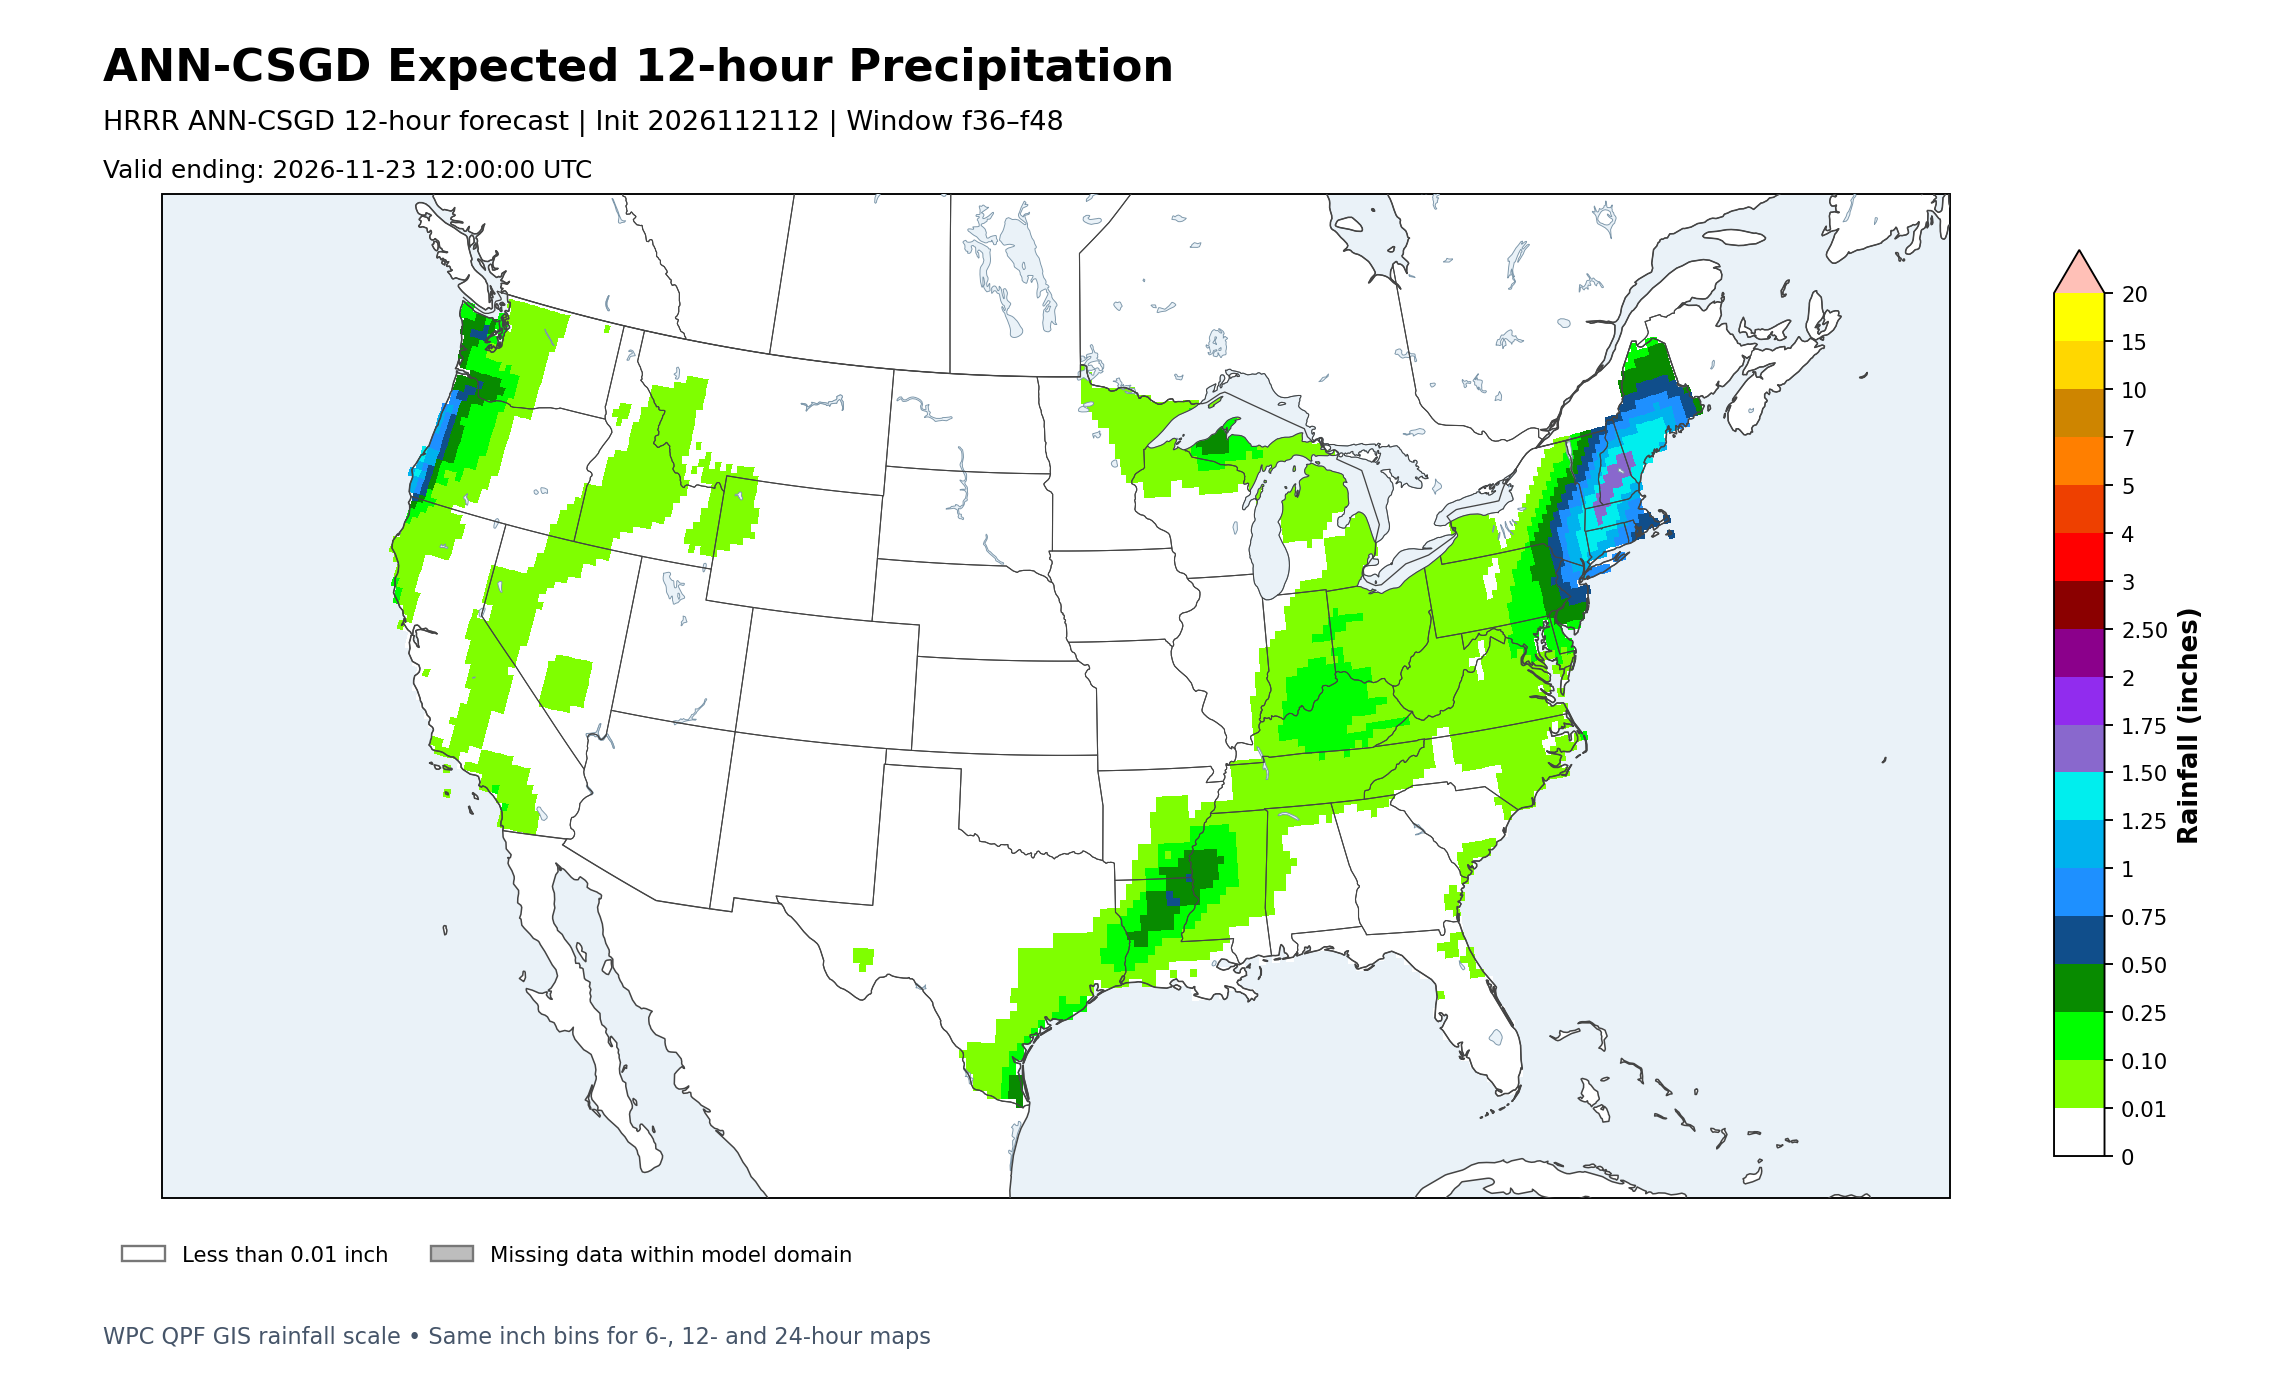 ANN-CSGD Expected 12-hour Precipitation
HRRR ANN-CSGD 12-hour forecast | Init 2026112112 | Window f36–f48
Valid ending: 2026-11-23 12:00:00 UTC
20
15
10
7
5
4
3
2.50
2
1.75
1.50
1.25
1
0.75
0.50
0.25
0.10
0.01
0
Rainfall (inches)
Less than 0.01 inch
Missing data within model domain
WPC QPF GIS rainfall scale • Same inch bins for 6-, 12- and 24-hour maps